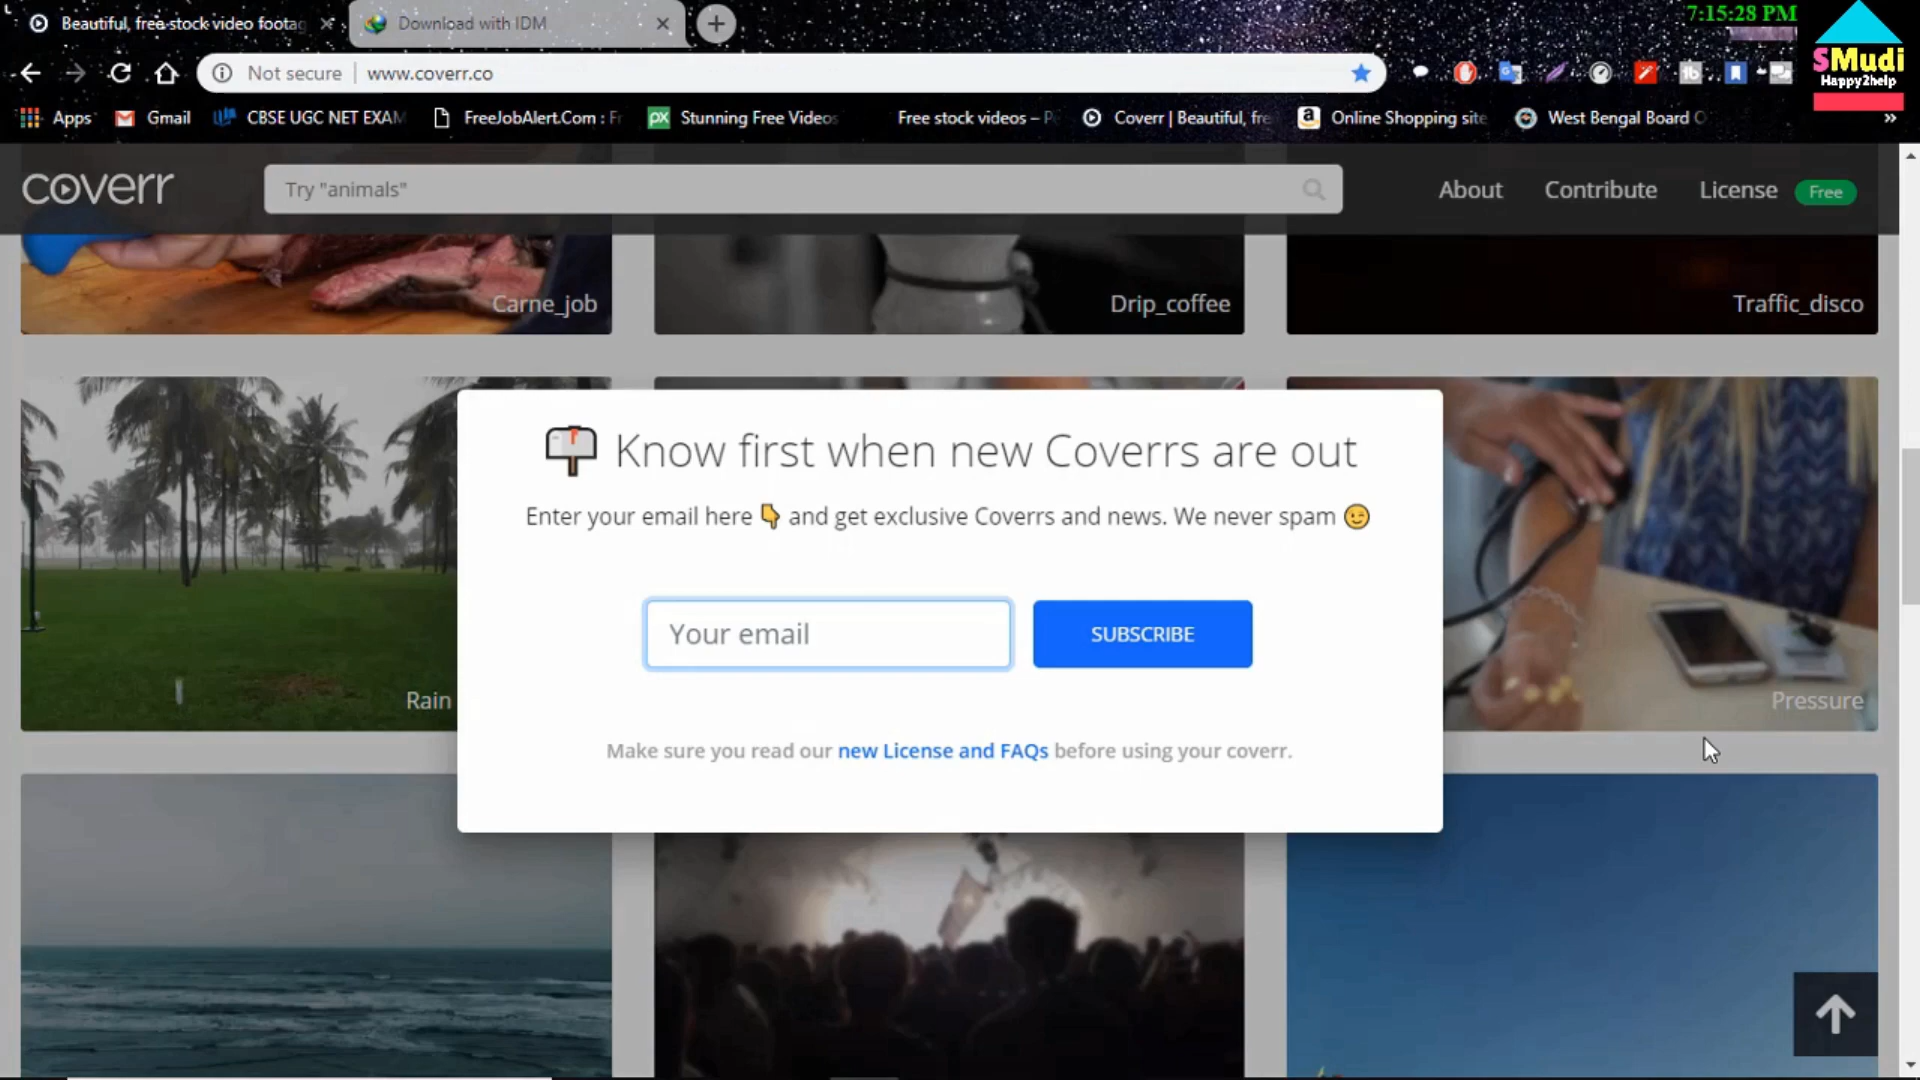 7:15:28 PM
Beautiful, free stock video footag
Download with IDM
SMudi
Happy2help
Not secure
www.coverr.co
Apps
Gmail
CBSE UGC NET EXAM
FreeJobAlert.Com : Fr
Stunning Free Videos
Free stock videos – Pe
Coverr | Beautiful, fre
Online Shopping site
West Bengal Board O
»
coverr
Try "animals"
About
Contribute
License
Free
Carne_job
Drip_coffee
Traffic_disco
Know first when new Coverrs are out
Enter your email here 👇 and get exclusive Coverrs and news. We never spam 😉
Your email
SUBSCRIBE
Rain
Pressure
Make sure you read our new License and FAQs before using your coverr.